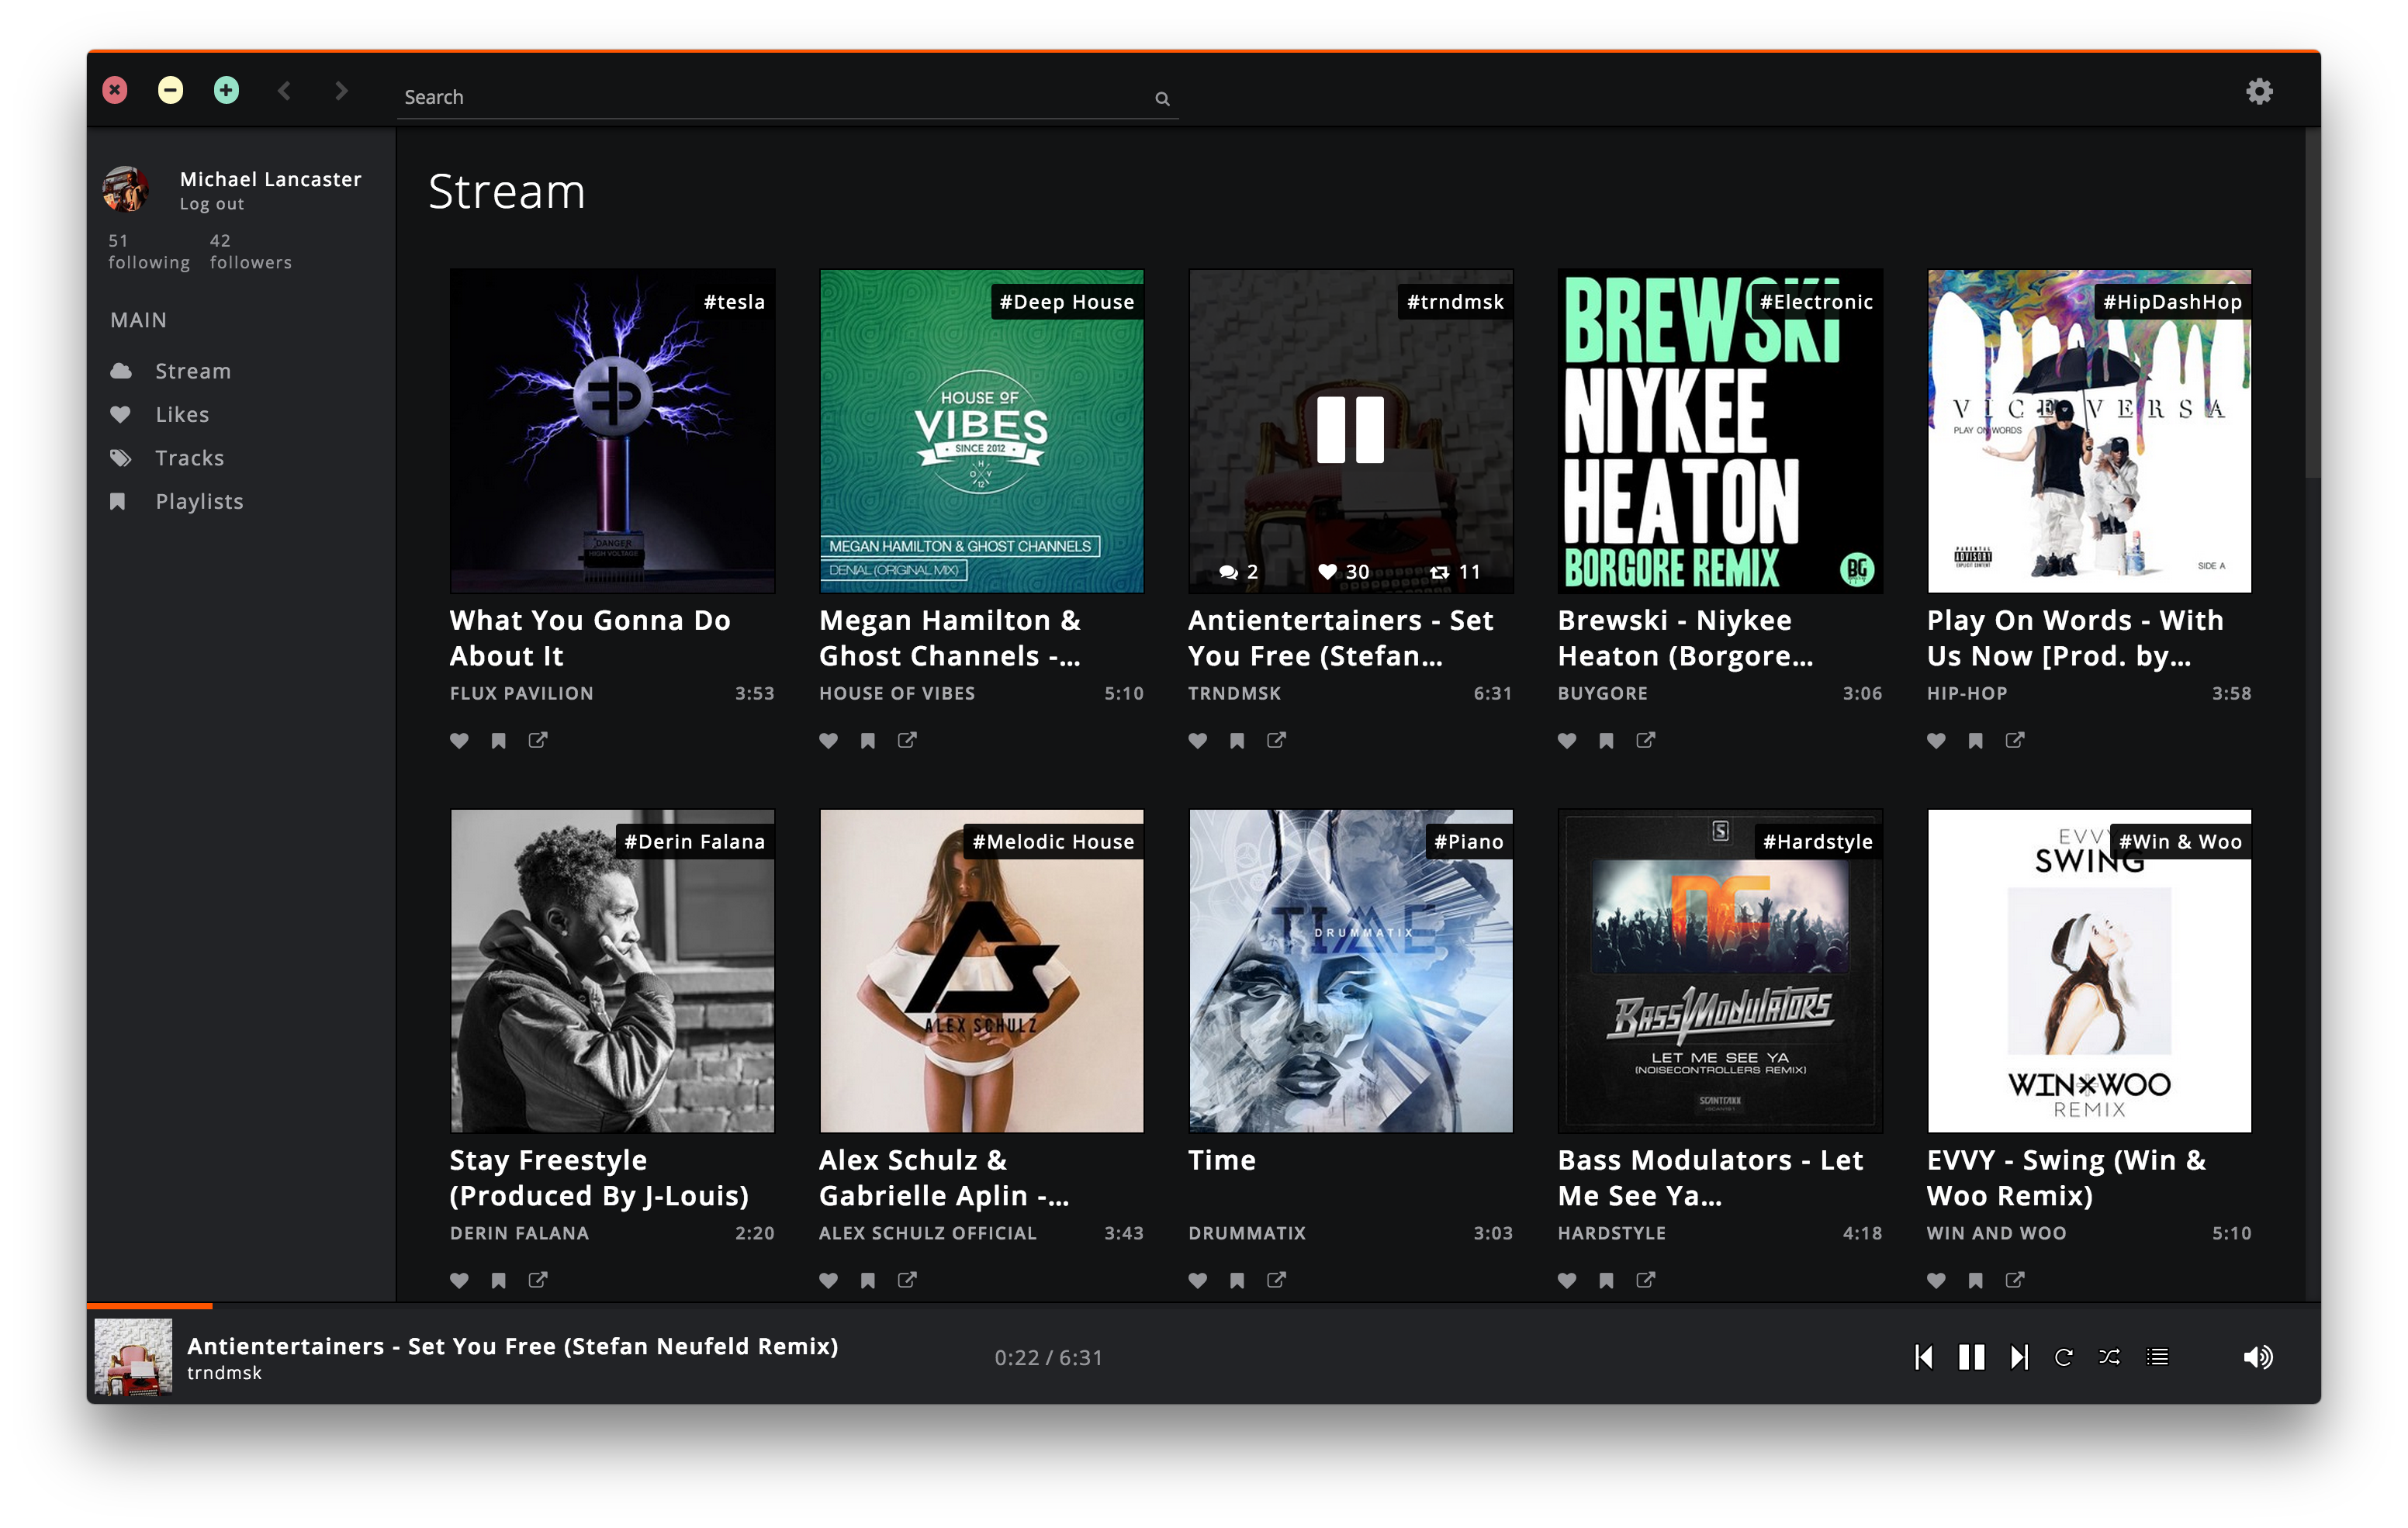 Search
Michael Lancaster
Log out
51
following
42
followers
MAIN
Stream
Likes
Tracks
Playlists
Stream
#tesla
DANGER
HIGH VOLTAGE
What You Gonna Do
About It
FLUX PAVILION 3:53
#Deep House
HOUSE OF
VIBES
SINCE 2012
H
O V
12
MEGAN HAMILTON & GHOST CHANNELS
DENIAL (ORIGINAL MIX)
Megan Hamilton &
Ghost Channels -...
HOUSE OF VIBES 5:10
#trndmsk
2 30 11
Antientertainers - Set
You Free (Stefan...
TRNDMSK 6:31
#Electronic
BREWSKI
NIYKEE
HEATON
BORGORE REMIX
BG
Brewski - Niykee
Heaton (Borgore...
BUYGORE 3:06
#HipDashHop
VICE VERSA
PLAY ON WORDS
PARENTAL
ADVISORY
EXPLICIT CONTENT
SIDE A
Play On Words - With
Us Now [Prod. by...
HIP-HOP 3:58
#Derin Falana
Stay Freestyle
(Produced By J-Louis)
DERIN FALANA 2:20
#Melodic House
ALEX SCHULZ
Alex Schulz &
Gabrielle Aplin -...
ALEX SCHULZ OFFICIAL 3:43
#Piano
TIME
DRUMMATIX
Time
DRUMMATIX 3:03
#Hardstyle
S
NC
BASS MODULATORS
LET ME SEE YA
(NOISECONTROLLERS REMIX)
SCANTRAXX
Bass Modulators - Let
Me See Ya...
HARDSTYLE 4:18
#Win & Woo
EVVY
SWING
WIN WOO
REMIX
EVVY - Swing (Win &
Woo Remix)
WIN AND WOO 5:10
Antientertainers - Set You Free (Stefan Neufeld Remix)
trndmsk
0:22 / 6:31